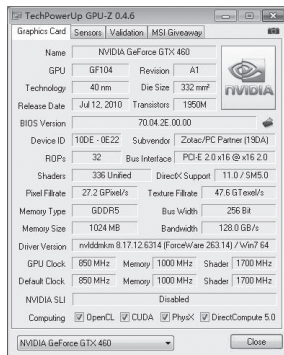 TechPowerUp GPU-Z 0.4.6
Graphics Card Sensors Validation MSI Giveaway
Name NVIDIA GeForce GTX 460
GPU GF104 Revision A1
Technology 40 nm Die Size 332 mm²
Release Date Jul 12, 2010 Transistors 1950M
NVIDIA
BIOS Version 70.04.2E.00.00
Device ID 10DE - 0E22 Subvendor Zotac/PC Partner (19DA)
ROPs 32 Bus Interface PCI-E 2.0 x16 @ x16 2.0
Shaders 336 Unified DirectX Support 11.0 / SM5.0
Pixel Fillrate 27.2 GPixel/s Texture Fillrate 47.6 GTexel/s
Memory Type GDDR5 Bus Width 256 Bit
Memory Size 1024 MB Bandwidth 128.0 GB/s
Driver Version nvlddmkm 8.17.12.6314 (ForceWare 263.14) / Win7 64
GPU Clock 850 MHz Memory 1000 MHz Shader 1700 MHz
Default Clock 850 MHz Memory 1000 MHz Shader 1700 MHz
NVIDIA SLI Disabled
Computing OpenCL CUDA PhysX DirectCompute 5.0
NVIDIA GeForce GTX 460 Close